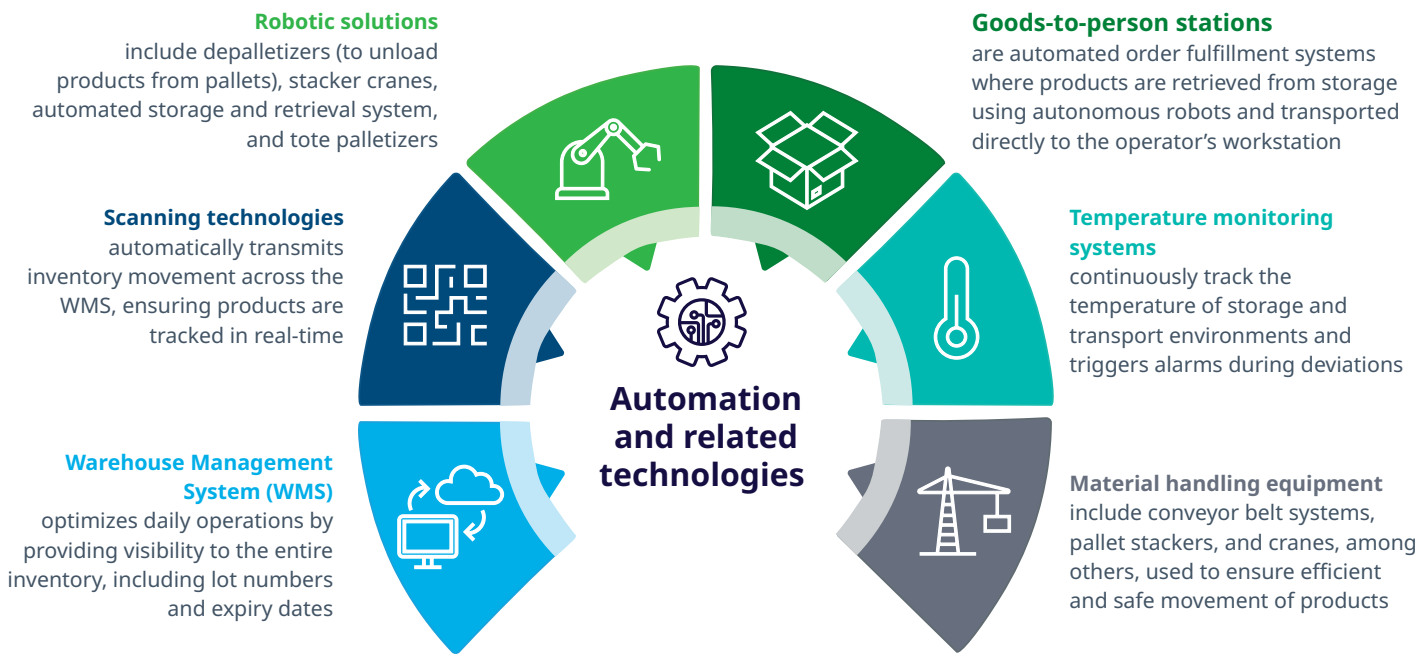 Robotic solutions
include depalletizers (to unload
products from pallets), stacker cranes,
automated storage and retrieval system,
and tote palletizers
Goods-to-person stations
are automated order fulfillment systems
where products are retrieved from storage
using autonomous robots and transported
directly to the operator’s workstation
Scanning technologies
automatically transmits
inventory movement across the
WMS, ensuring products are
tracked in real-time
Temperature monitoring
systems
continuously track the
temperature of storage and
transport environments and
triggers alarms during deviations
Automation
and related
technologies
Warehouse Management
System (WMS)
optimizes daily operations by
providing visibility to the entire
inventory, including lot numbers
and expiry dates
Material handling equipment
include conveyor belt systems,
pallet stackers, and cranes, among
others, used to ensure efficient
and safe movement of products